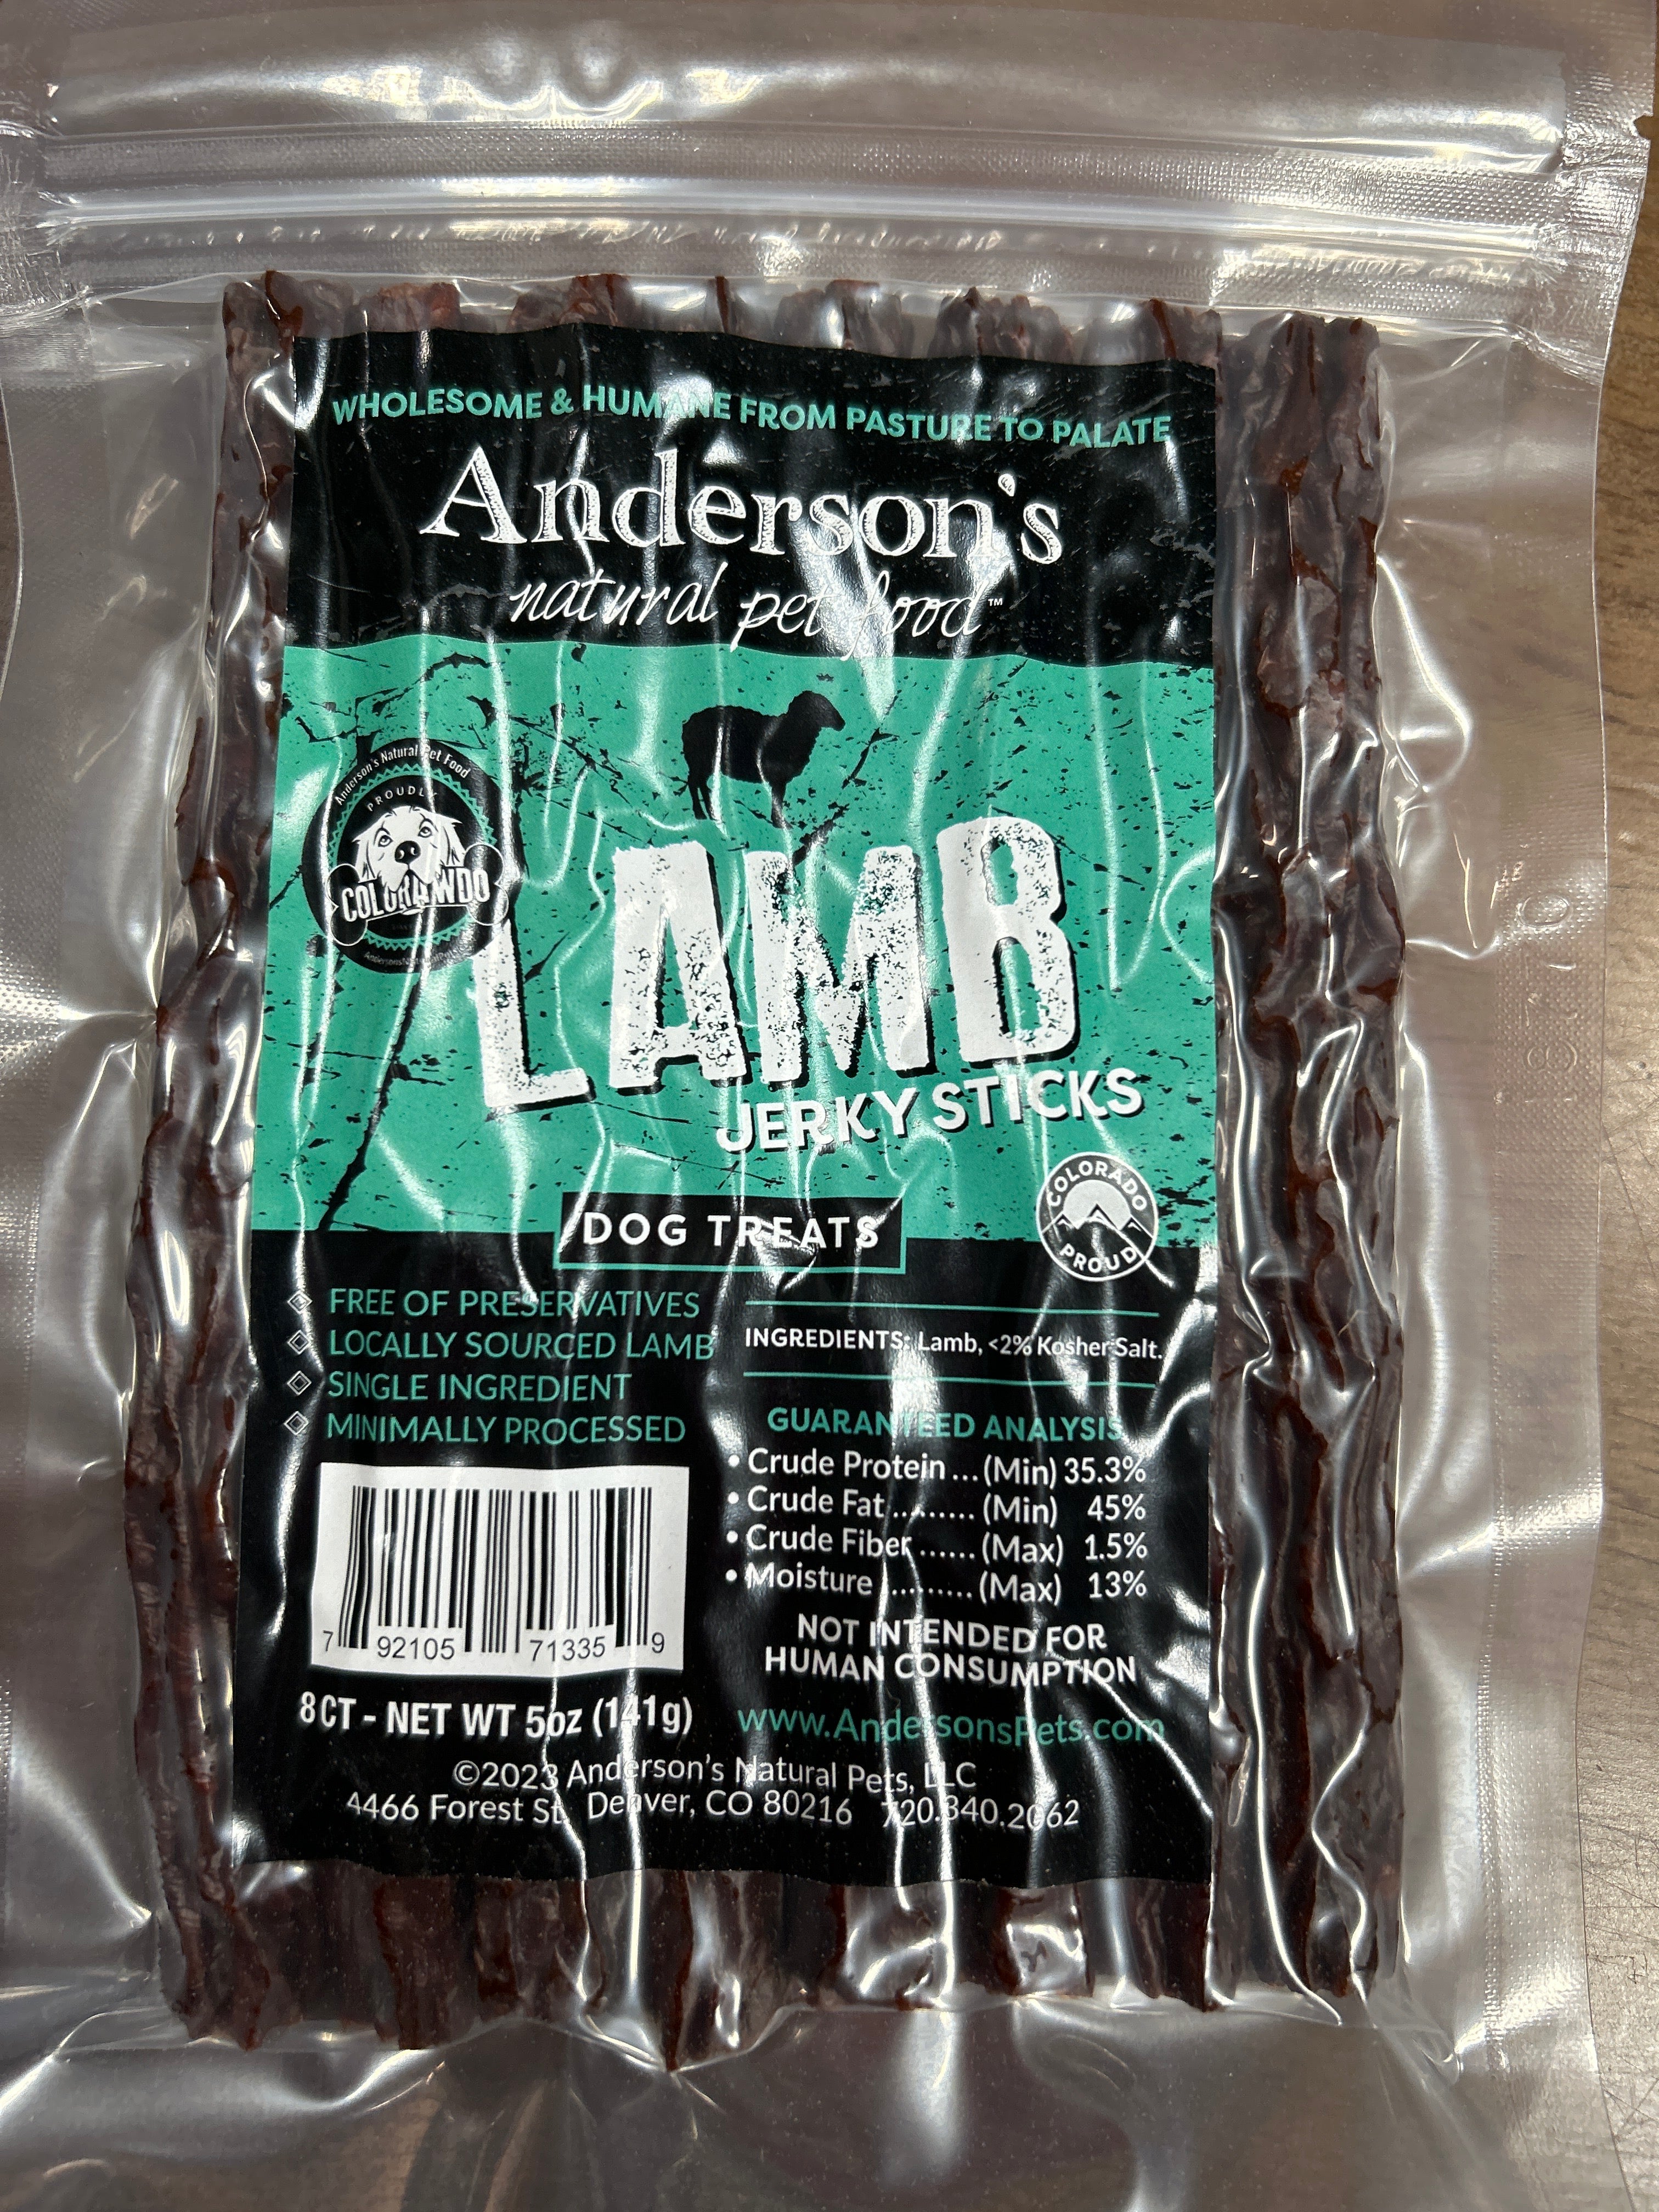 WHOLESOME & HUMANE FROM PASTURE TO PALATE
Anderson's
natural pet food™
Anderson's Natural Pet Food
PROUDLY
COLORAWDO
LAMB
JERKY STICKS
COLORADO
PROUD
DOG TREATS
FREE OF PRESERVATIVES
LOCALLY SOURCED LAMB
SINGLE INGREDIENT
MINIMALLY PROCESSED
INGREDIENTS: Lamb, <2% Kosher Salt.
GUARANTEED ANALYSIS
• Crude Protein ... (Min) 35.3%
• Crude Fat ......... (Min) 45%
• Crude Fiber ...... (Max) 1.5%
• Moisture .......... (Max) 13%
NOT INTENDED FOR
HUMAN CONSUMPTION
7 92105 71335 9
8CT - NET WT 5oz (141g)
www.AndersonsPets.com
©2023 Anderson's Natural Pets, LLC
4466 Forest St. Denver, CO 80216 720.340.2062